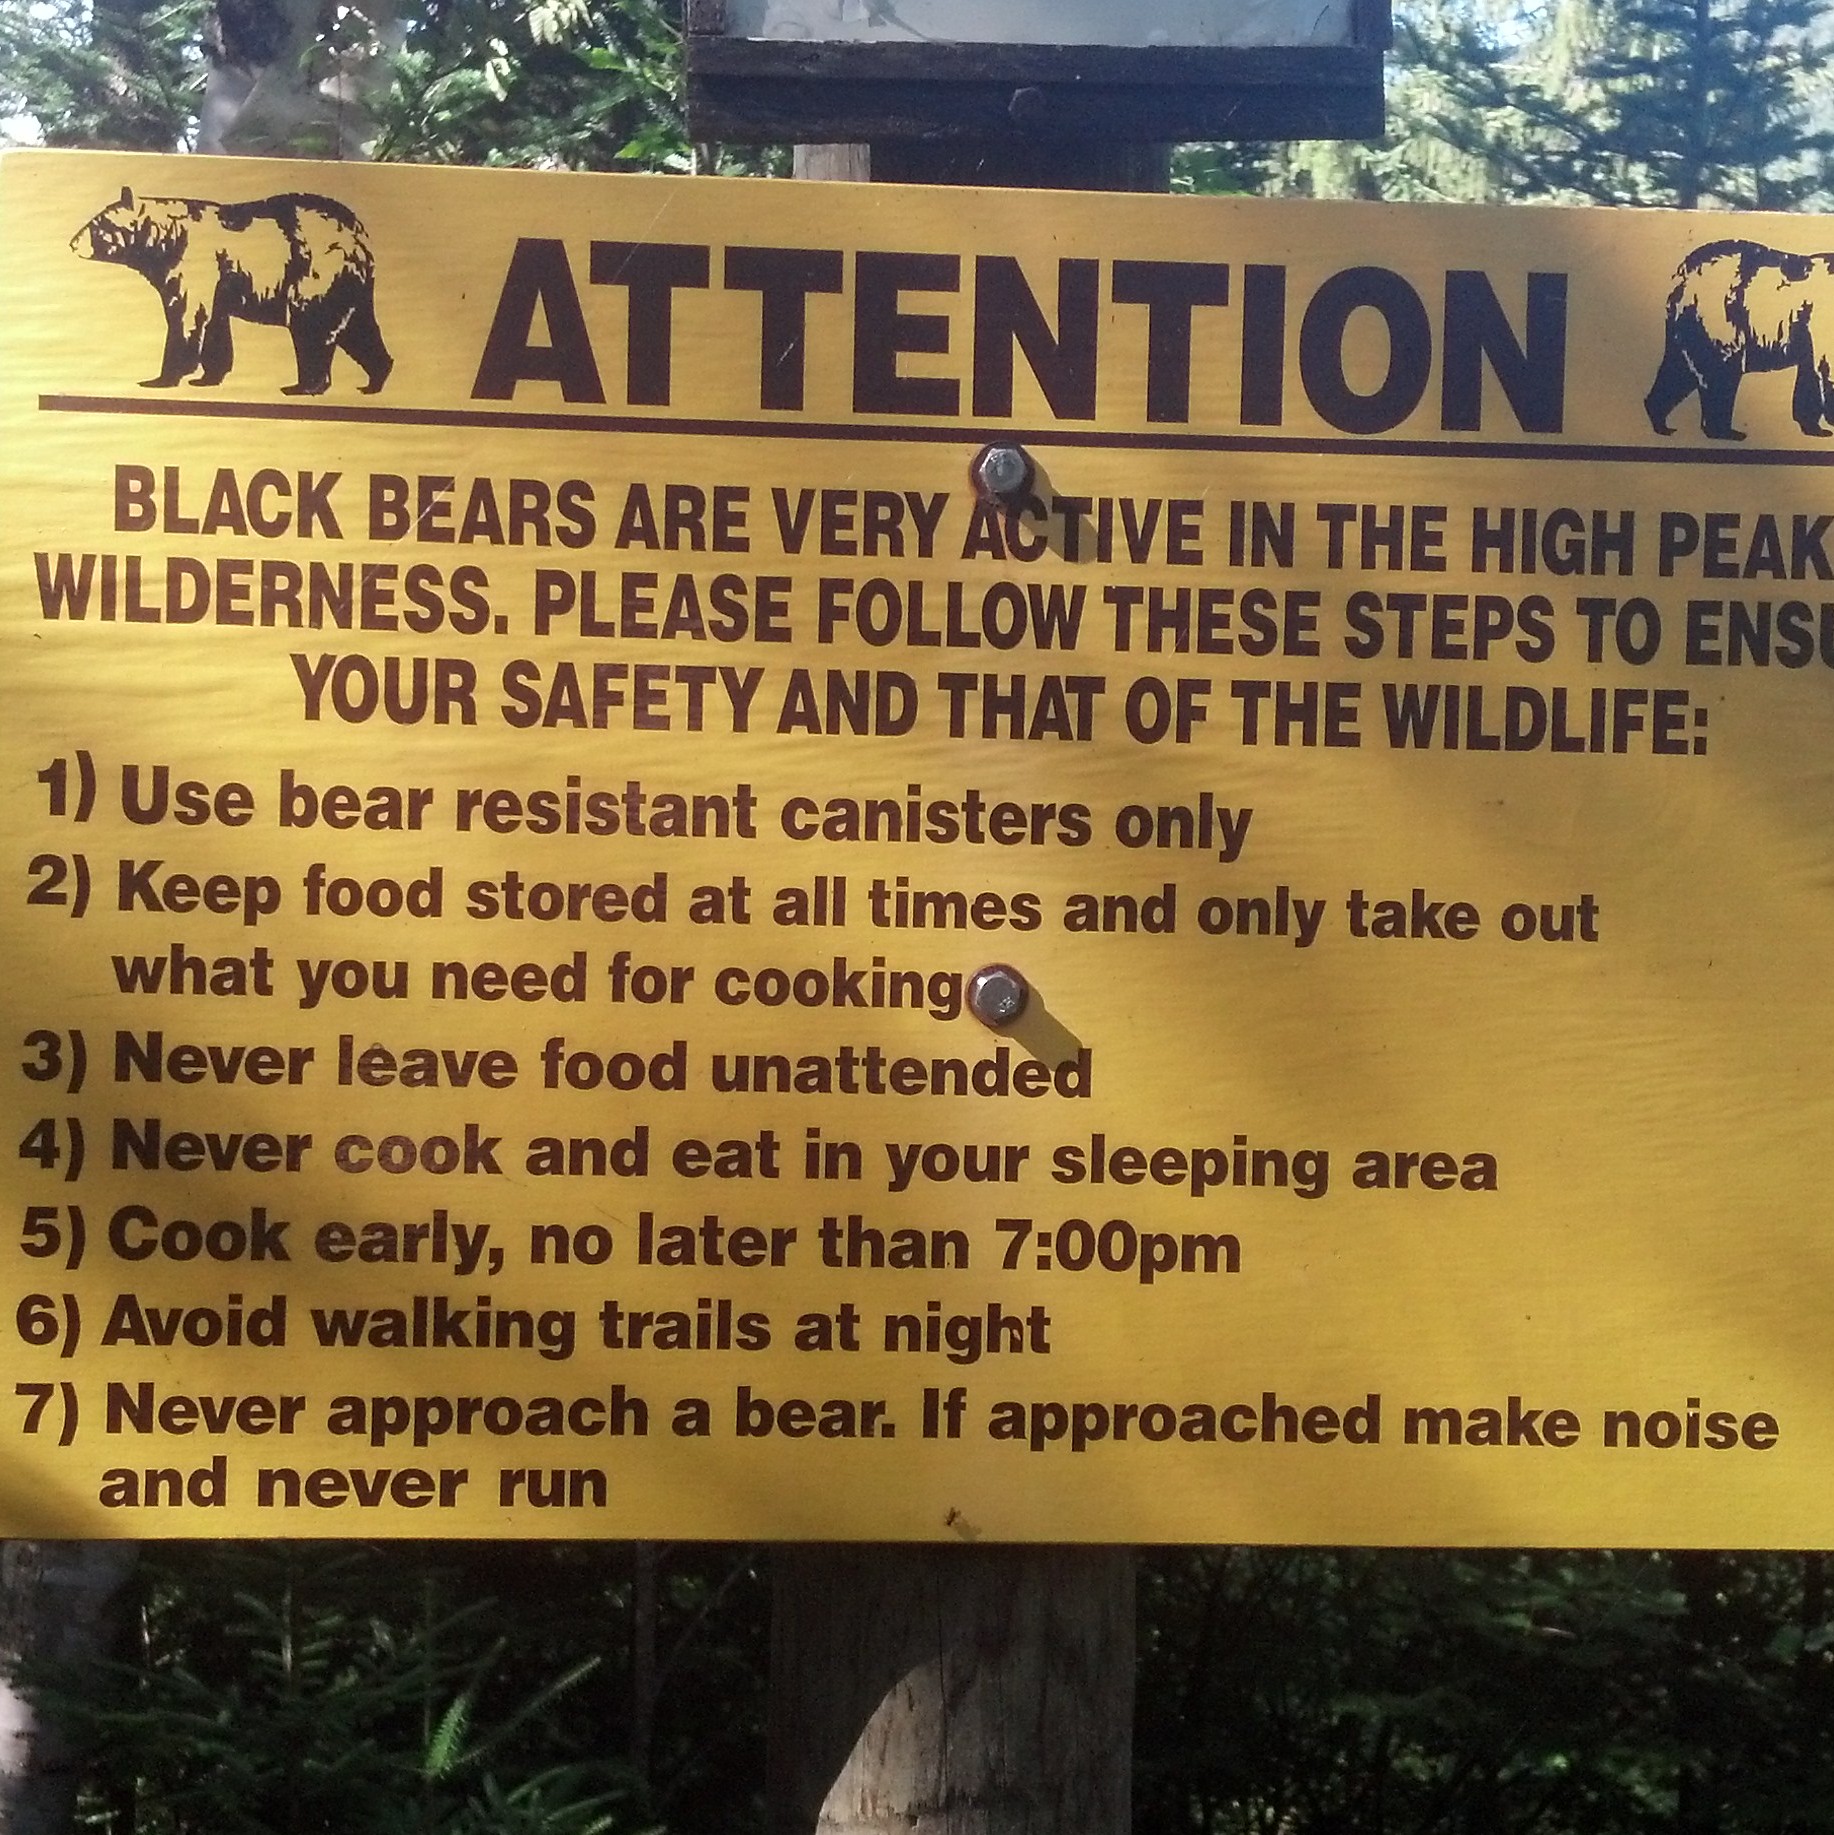 ATTENTION
BLACK BEARS ARE VERY ACTIVE IN THE HIGH PEAK
WILDERNESS. PLEASE FOLLOW THESE STEPS TO ENSU
YOUR SAFETY AND THAT OF THE WILDLIFE:
1) Use bear resistant canisters only
2) Keep food stored at all times and only take out
what you need for cooking
3) Never leave food unattended
4) Never cook and eat in your sleeping area
5) Cook early, no later than 7:00pm
6) Avoid walking trails at night
7) Never approach a bear. If approached make noise
and never run